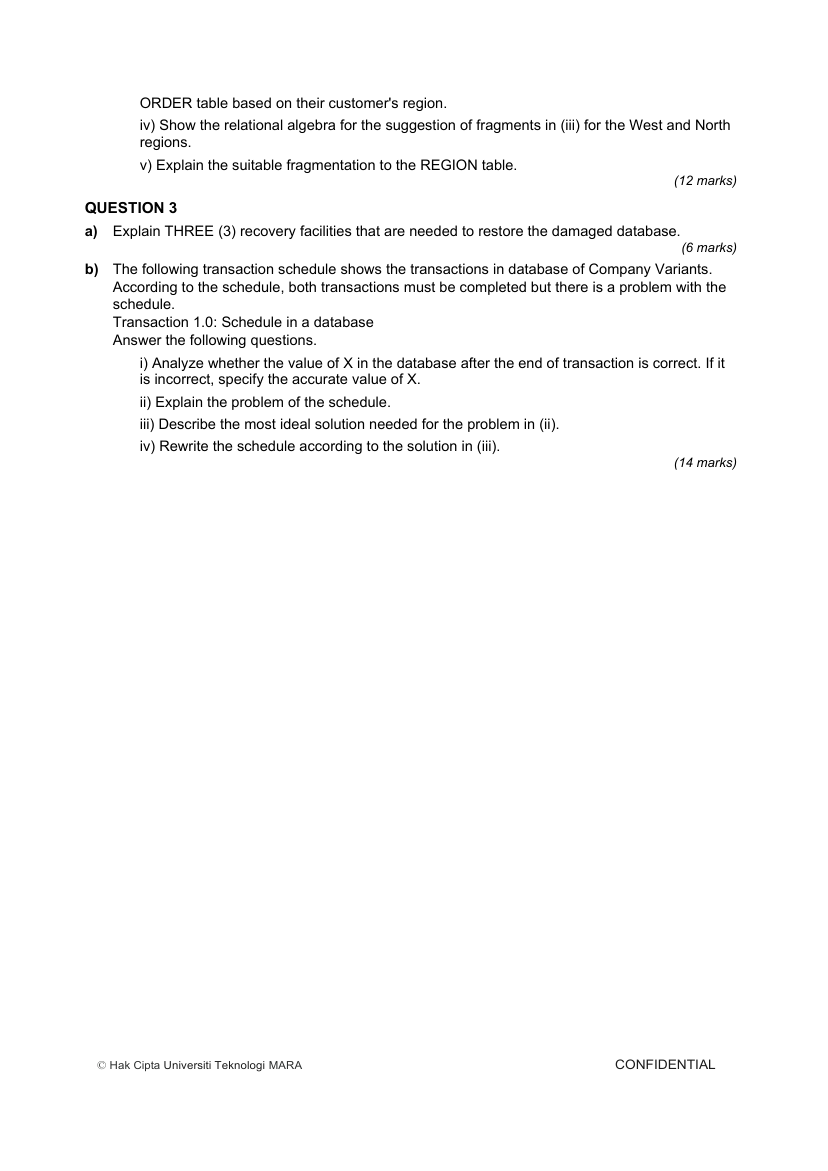 ORDER table based on their customer's region.
iv) Show the relational algebra for the suggestion of fragments in (iii) for the West and North
regions.
v) Explain the suitable fragmentation to the REGION table.
(12 marks)
QUESTION 3
a) Explain THREE (3) recovery facilities that are needed to restore the damaged database.
(6 marks)
b) The following transaction schedule shows the transactions in database of Company Variants.
According to the schedule, both transactions must be completed but there is a problem with the
schedule.
Transaction 1.0: Schedule in a database
Answer the following questions.
i) Analyze whether the value of X in the database after the end of transaction is correct. If it
is incorrect, specify the accurate value of X.
ii) Explain the problem of the schedule.
iii) Describe the most ideal solution needed for the problem in (ii).
iv) Rewrite the schedule according to the solution in (iii).
(14 marks)
© Hak Cipta Universiti Teknologi MARA CONFIDENTIAL